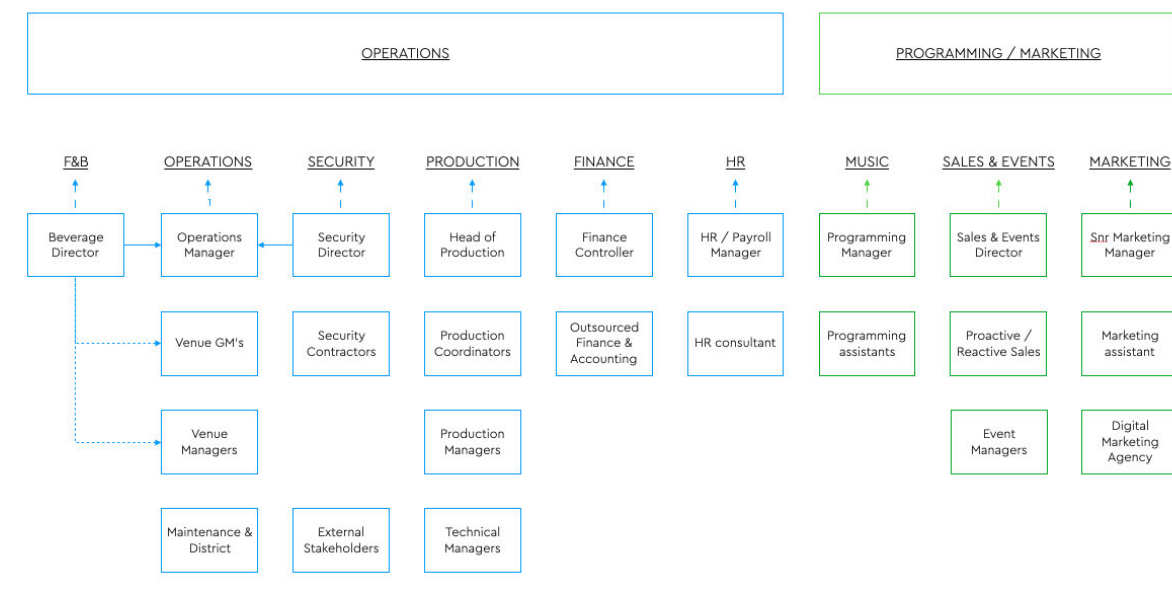 OPERATIONS
PROGRAMMING / MARKETING
F&B
OPERATIONS
SECURITY
PRODUCTION
FINANCE
HR
MUSIC
SALES & EVENTS
MARKETING
Beverage
Director
Operations
Manager
Security
Director
Head of
Production
Finance
Controller
HR / Payroll
Manager
Programming
Manager
Sales & Events
Director
Snr Marketing
Manager
Venue GM's
Security
Contractors
Production
Coordinators
Outsourced
Finance &
Accounting
HR consultant
Programming
assistants
Proactive /
Reactive Sales
Marketing
assistant
Venue
Managers
Production
Managers
Event
Managers
Digital
Marketing
Agency
Maintenance &
District
External
Stakeholders
Technical
Managers